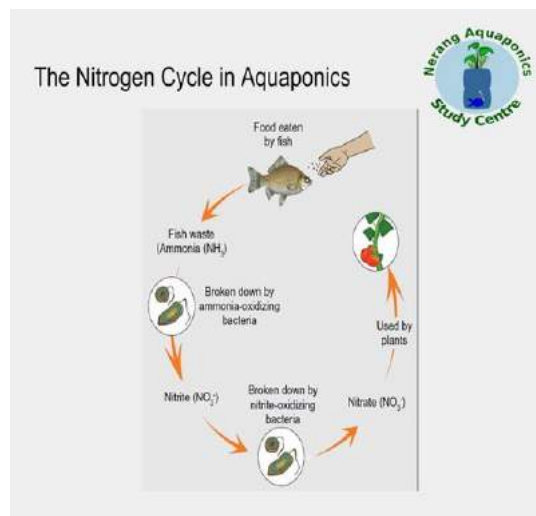 The Nitrogen Cycle in Aquaponics
Nerang Aquaponics
Study Centre
Food eaten
by fish
Fish waste
(Ammonia (NH₃)
Broken down by
ammonia-oxidizing
bacteria
Nitrite (NO₂⁻)
Broken down by
nitrite-oxidizing
bacteria
Nitrate (NO₃⁻)
Used by
plants